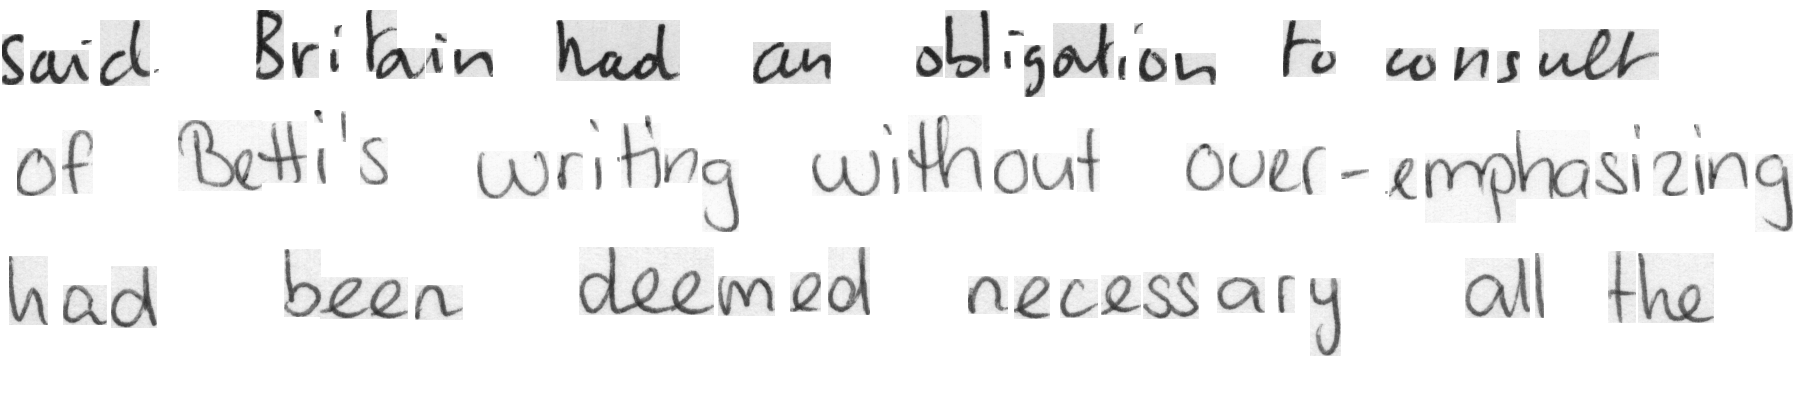 said. Britain had an obligation to consult
of Betti's writing without over-emphasizing
had been deemed necessary all the